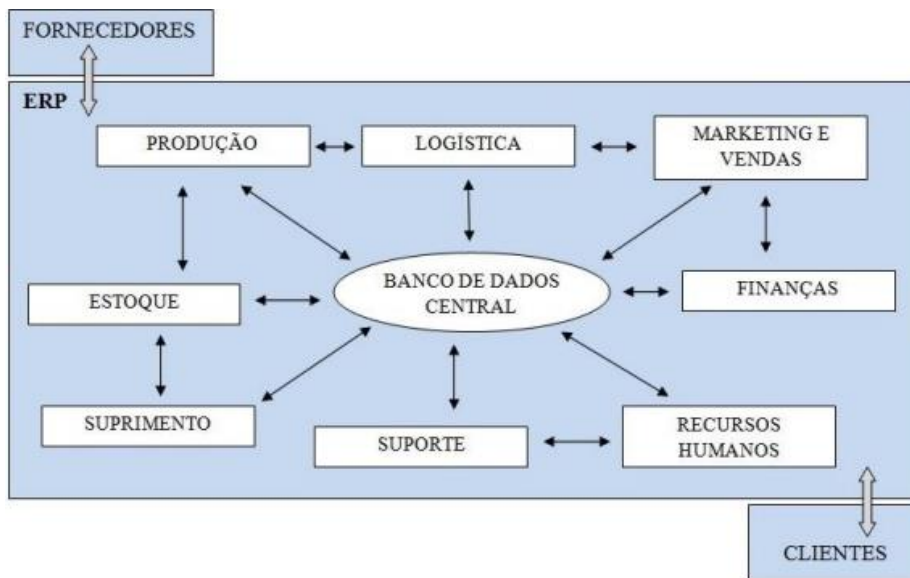 FORNECEDORES
ERP
PRODUÇÃO
LOGÍSTICA
MARKETING E
VENDAS
BANCO DE DADOS
CENTRAL
ESTOQUE
FINANÇAS
SUPRIMENTO
SUPORTE
RECURSOS
HUMANOS
CLIENTES